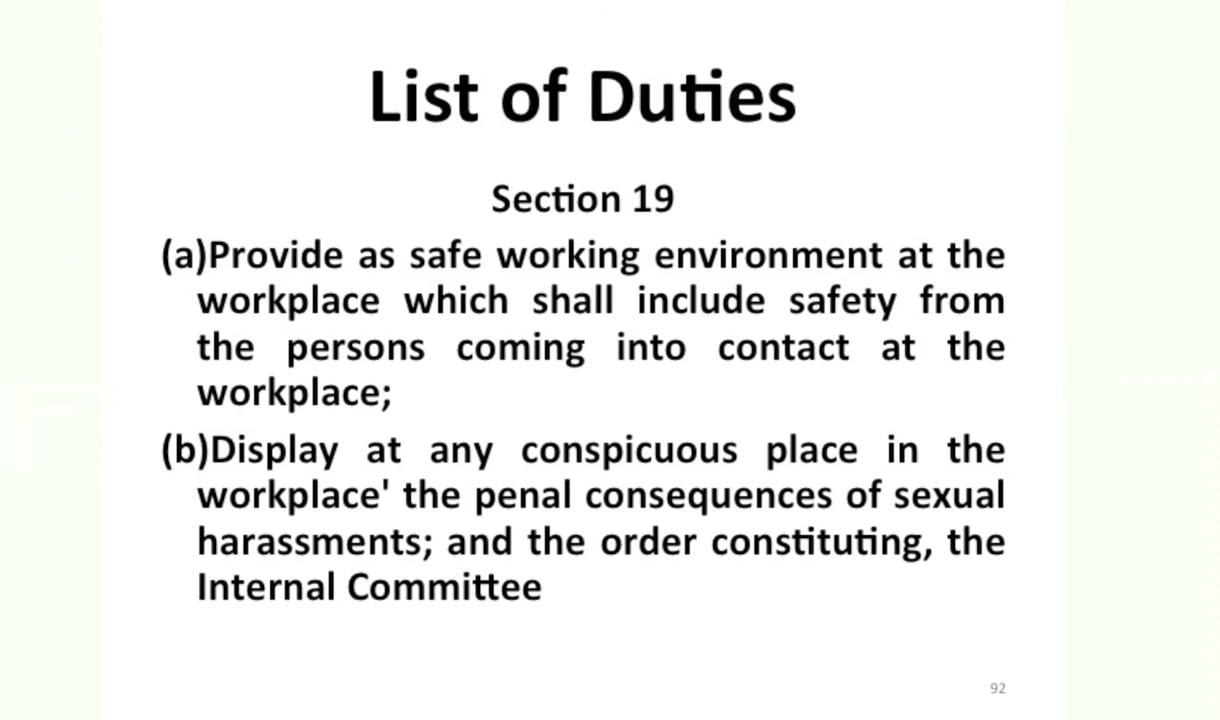 List of Duties
Section 19
(a)Provide as safe working environment at the
workplace which shall include safety from
the persons coming into contact at the
workplace;
(b)Display at any conspicuous place in the
workplace' the penal consequences of sexual
harassments; and the order constituting, the
Internal Committee
92